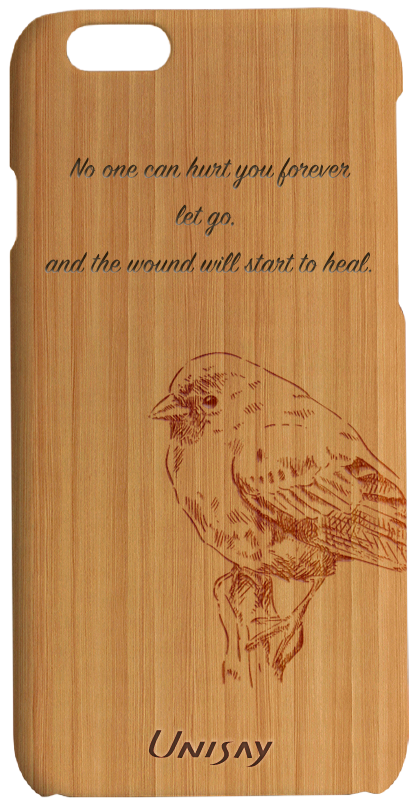 No one can hurt you forever
let go.
and the wound will start to heal.
UNISAY